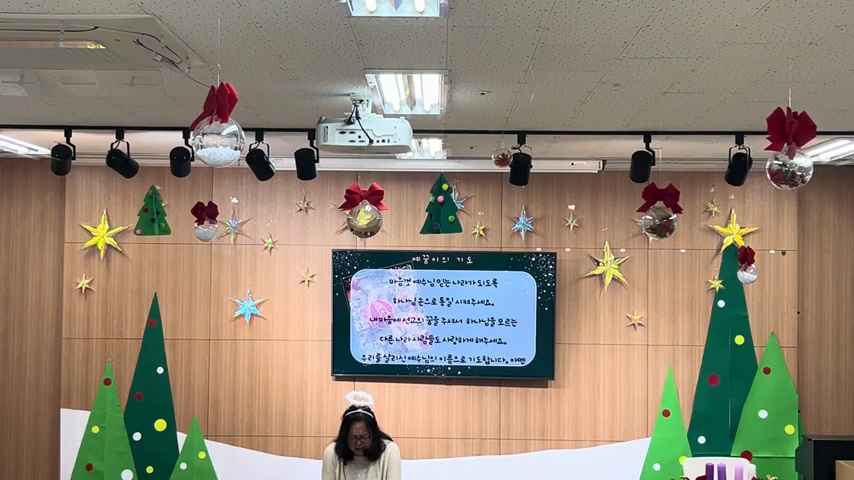 예꿈이의 기도
마음껏 예수님 믿는 나라가 되도록
하나님 손으로 통일 시켜주세요.
내 마음에 선교의 꿈을 주셔서 하나님을 모르는
다른 나라 사람들도 사랑하게 해주세요.
우리를 살리신 예수님의 이름으로 기도합니다. 아멘